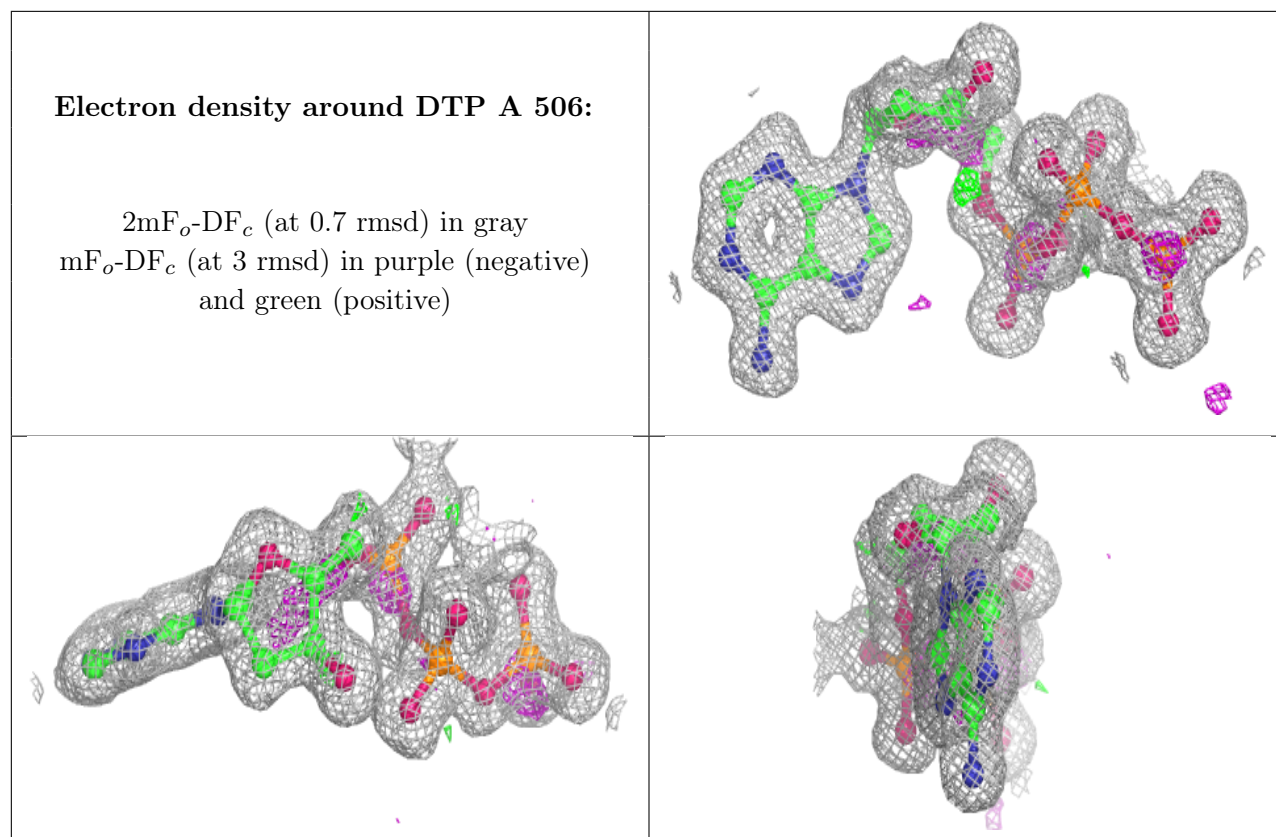 Electron density around DTP A 506:
2mFo-DFc (at 0.7 rmsd) in gray
mFo-DFc (at 3 rmsd) in purple (negative)
and green (positive)